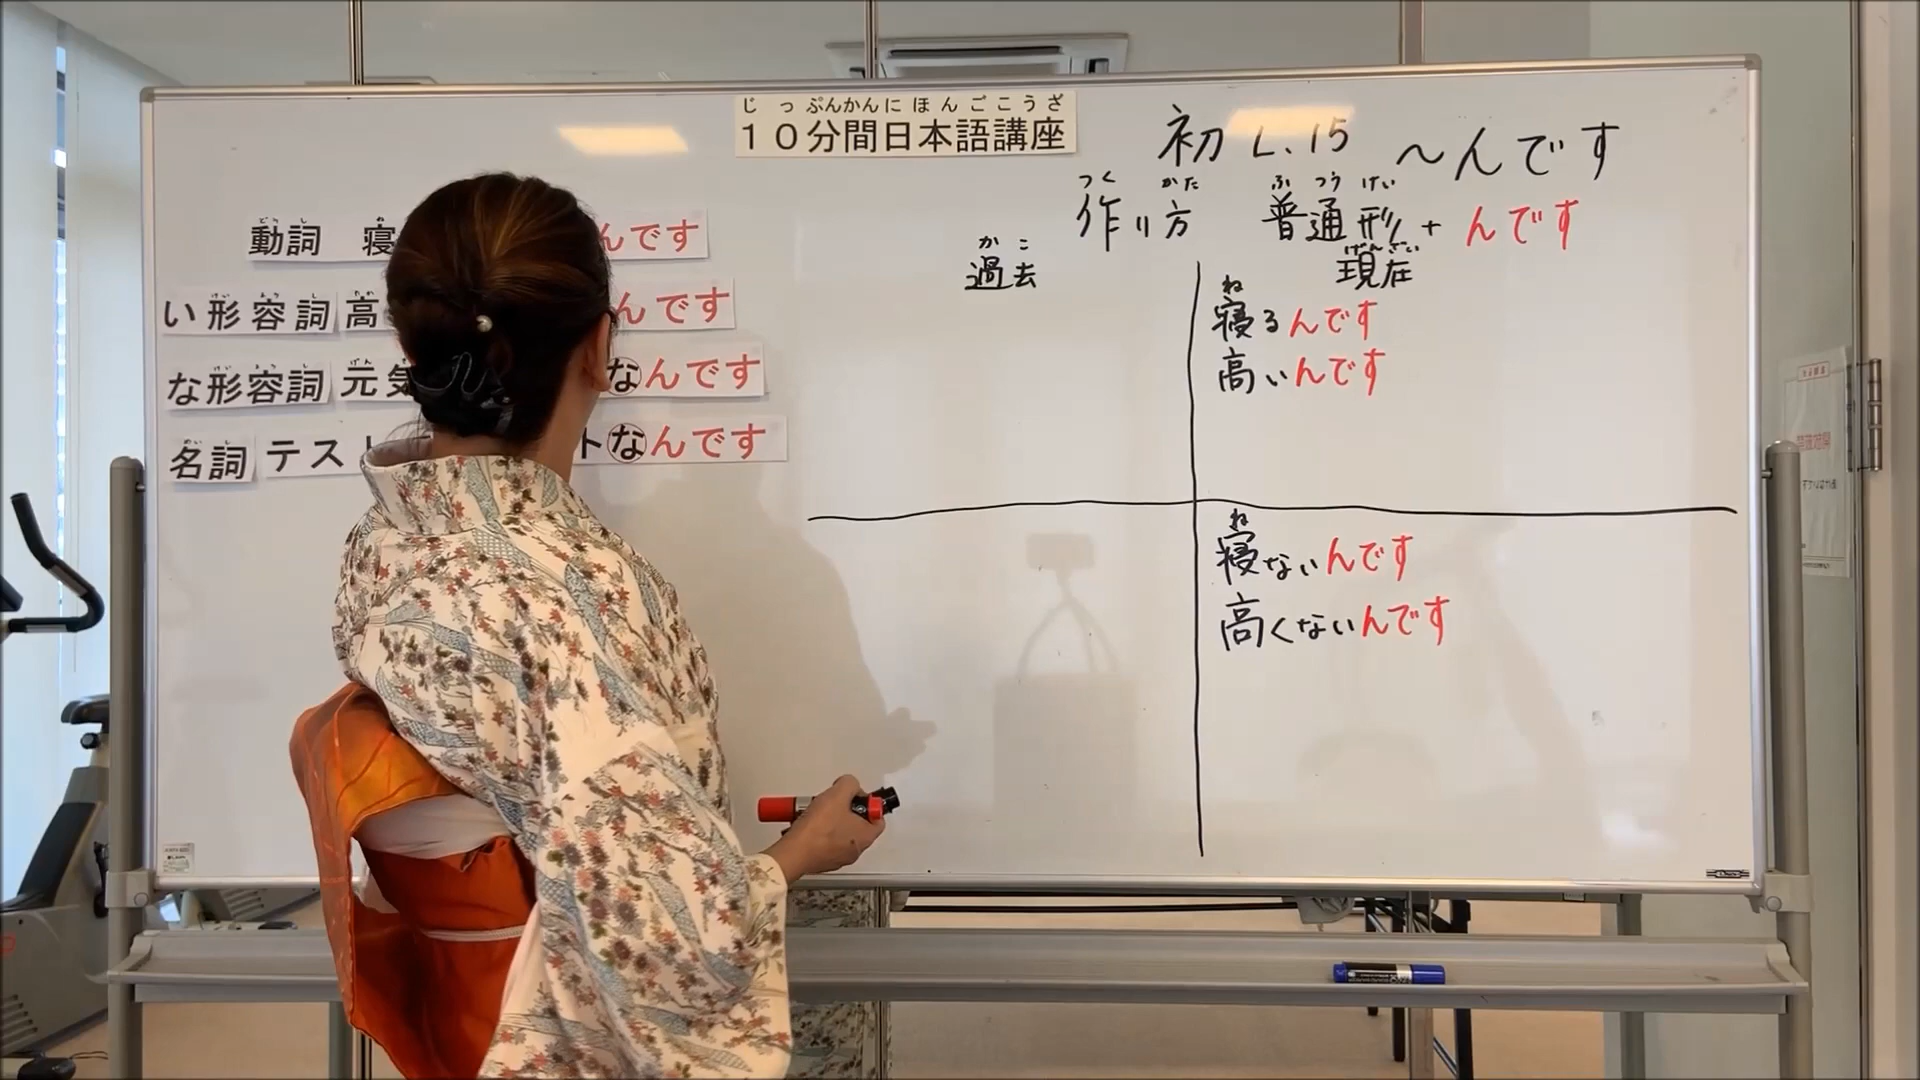 じっぷんかんにほんごこうざ
10分間日本語講座
初 L.15 〜んです
つく かた ふ つう けい
作り方 普通形 + んです
か こ げんざい
過去 現在
どう し ね
動詞 寝 んです
けい よう し たか
い形容詞 高 んです
けい よう し げん
な形容詞 元気 なんです
めい し
名詞 テスト トなんです
ね
寝るんです
高いんです
ね
寝ないんです
高くないんです